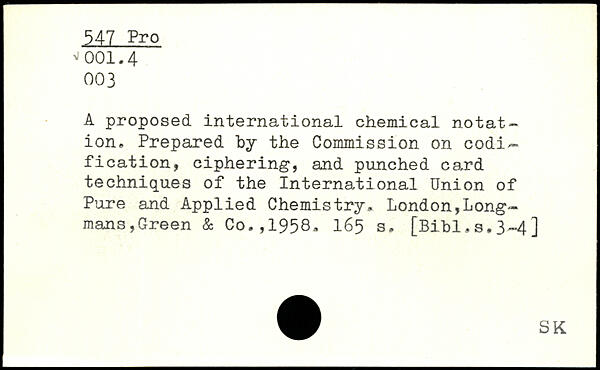 547 Pro
√001.4
003
A proposed international chemical notat-
ion. Prepared by the Commission on codi-
fication, ciphering, and punched card
techniques of the International Union of
Pure and Applied Chemistry. London,Long-
mans,Green & Co.,1958. 165 s. [Bibl.s.3-4]
SK